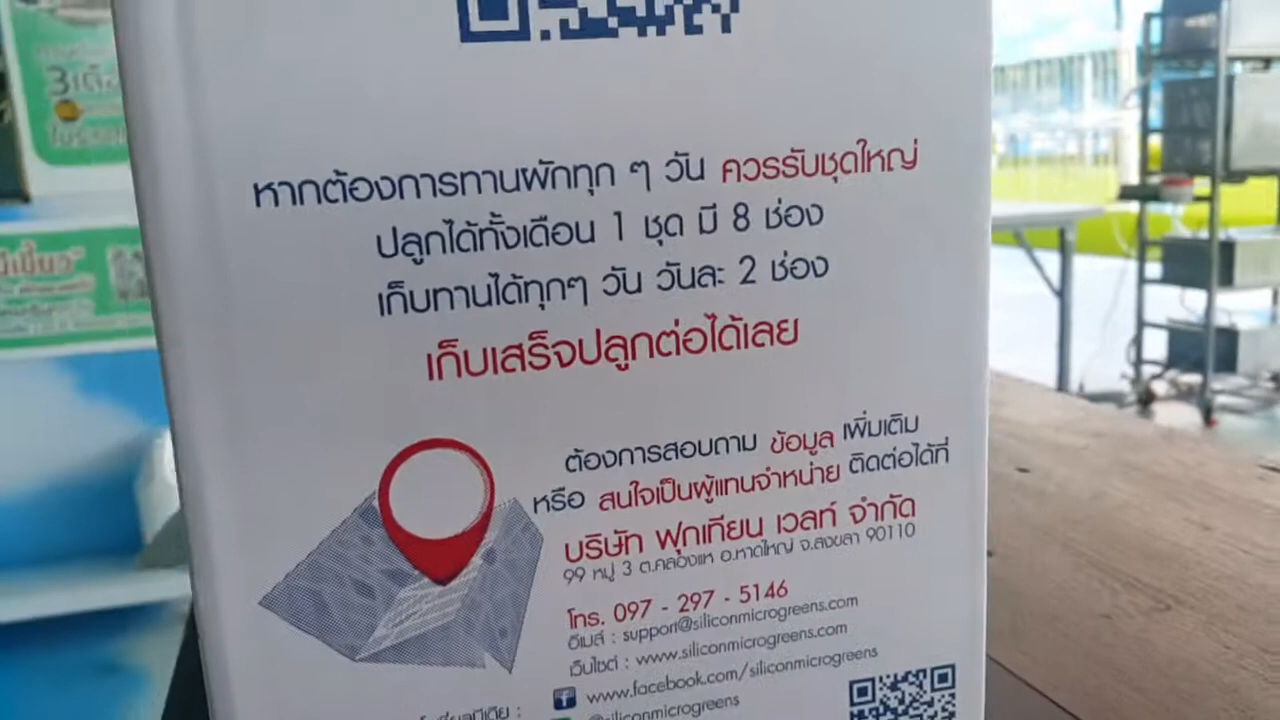 3เดือ
หากต้องการทานผักทุก ๆ วัน ควรรับชุดใหญ่
ปลูกได้ทั้งเดือน 1 ชุด มี 8 ช่อง
เก็บทานได้ทุกๆ วัน วันละ 2 ช่อง
เก็บเสร็จปลูกต่อได้เลย
ต้องการสอบถาม ข้อมูล เพิ่มเติม
หรือ สนใจเป็นผู้แทนจำหน่าย ติดต่อได้ที่
บริษัท ฟุกเทียน เวลท์ จำกัด
99 หมู่ 3 ต.คลองแห อ.หาดใหญ่ จ.สงขลา 90110
โทร. 097 - 297 - 5146
อีเมล์ : support@siliconmicrogreens.com
เว็บไซต์ : www.siliconmicrogreens.com
www.facebook.com/siliconmicrogreens
@siliconmicrogreens